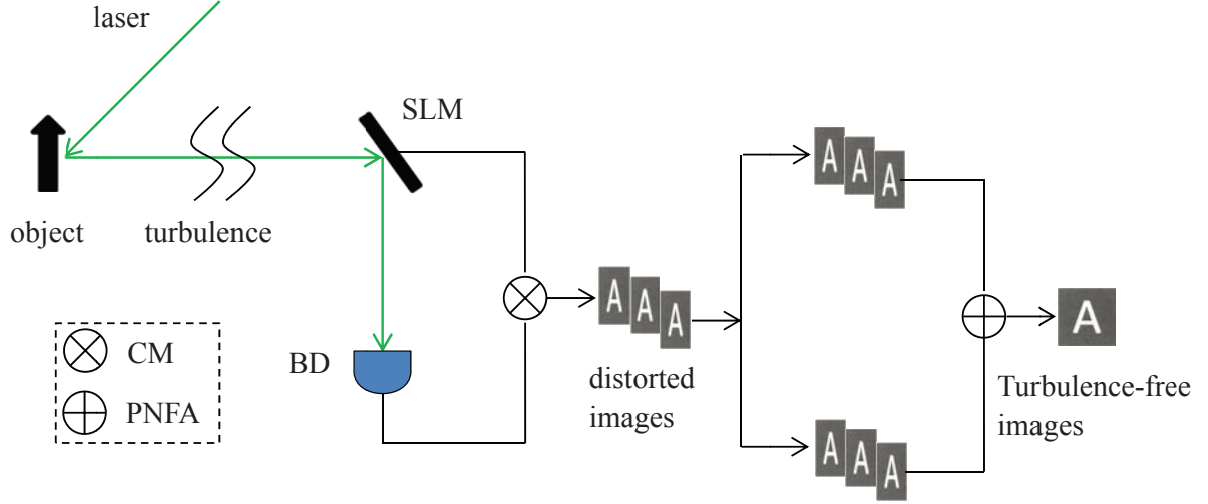 laser
SLM
object
turbulence
A A A
A A A
A
BD
CM
PNFA
distorted
images
Turbulence-free
images
A A A